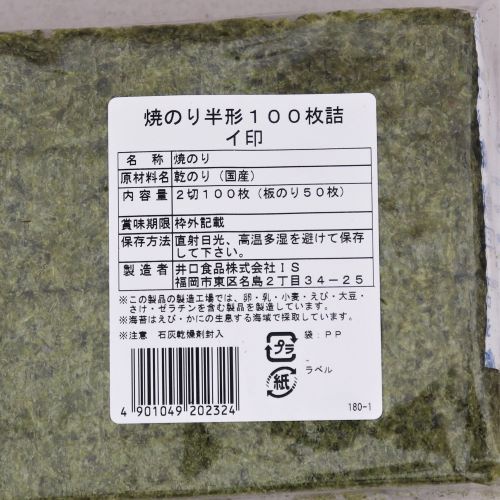 焼のり半形１００枚詰
イ印
名 称 焼のり
原材料名 乾のり（国産）
内 容 量 ２切１００枚（板のり５０枚）
賞味期限 枠外記載
保存方法 直射日光、高温多湿を避けて保存
して下さい。
製 造 者 井口食品株式会社ＩＳ
福岡市東区名島２丁目３４－２５
※この製品の製造工場では、卵・乳・小麦・えび・大豆・
さけ・ゼラチンを含む製品を製造しています。
※海苔はえび・かにの生息する海域で採取しています。
※注意 石灰乾燥剤封入
プラ 袋：ＰＰ
紙 ラベル
4 901049 202324
180-1